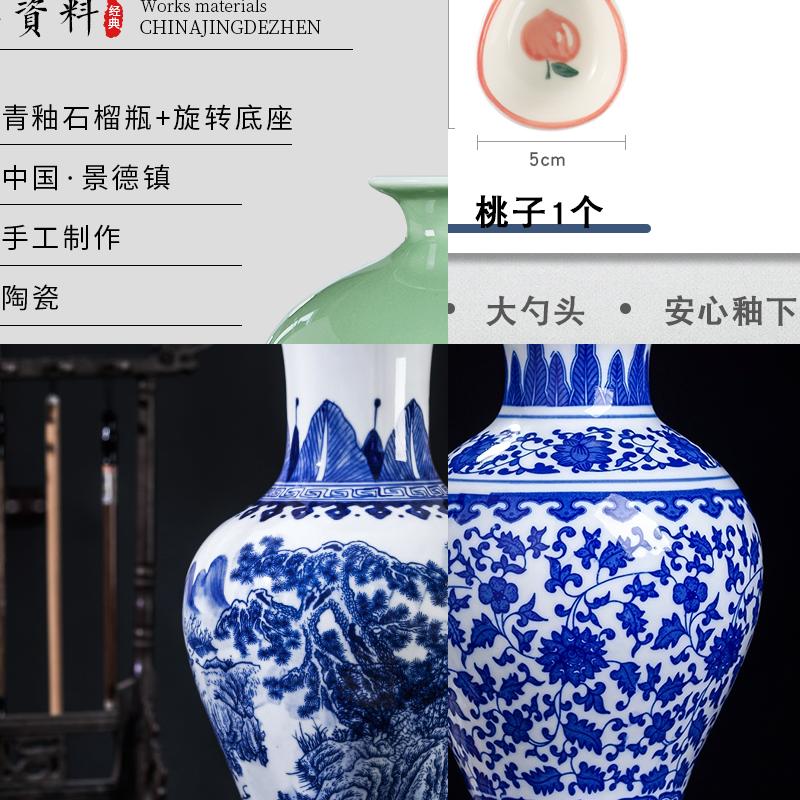 資料 经典
Works materials
CHINAJINGDEZHEN
青釉石榴瓶+旋转底座
中国·景德镇
手工制作
陶瓷
5cm
桃子1个
• 大勺头 • 安心釉下